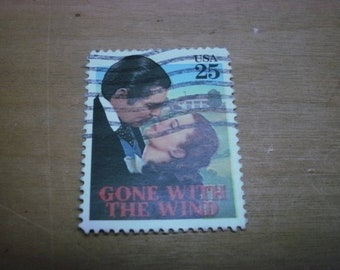 USA
25
GONE WITH
THE WIND